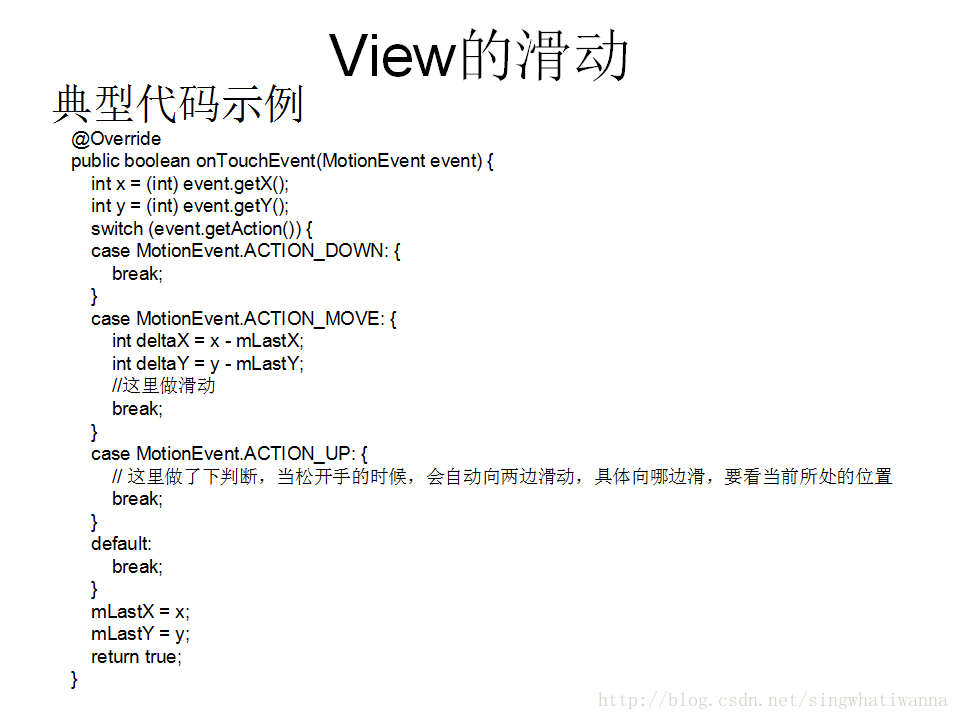 View的滑动
典型代码示例
@Override
public boolean onTouchEvent(MotionEvent event) {
int x = (int) event.getX();
int y = (int) event.getY();
switch (event.getAction()) {
case MotionEvent.ACTION_DOWN: {
break;
}
case MotionEvent.ACTION_MOVE: {
int deltaX = x - mLastX;
int deltaY = y - mLastY;
//这里做滑动
break;
}
case MotionEvent.ACTION_UP: {
// 这里做了下判断，当松开手的时候，会自动向两边滑动，具体向哪边滑，要看当前所处的位置
break;
}
default:
break;
}
mLastX = x;
mLastY = y;
return true;
}
http://blog.csdn.net/singwhatiwanna